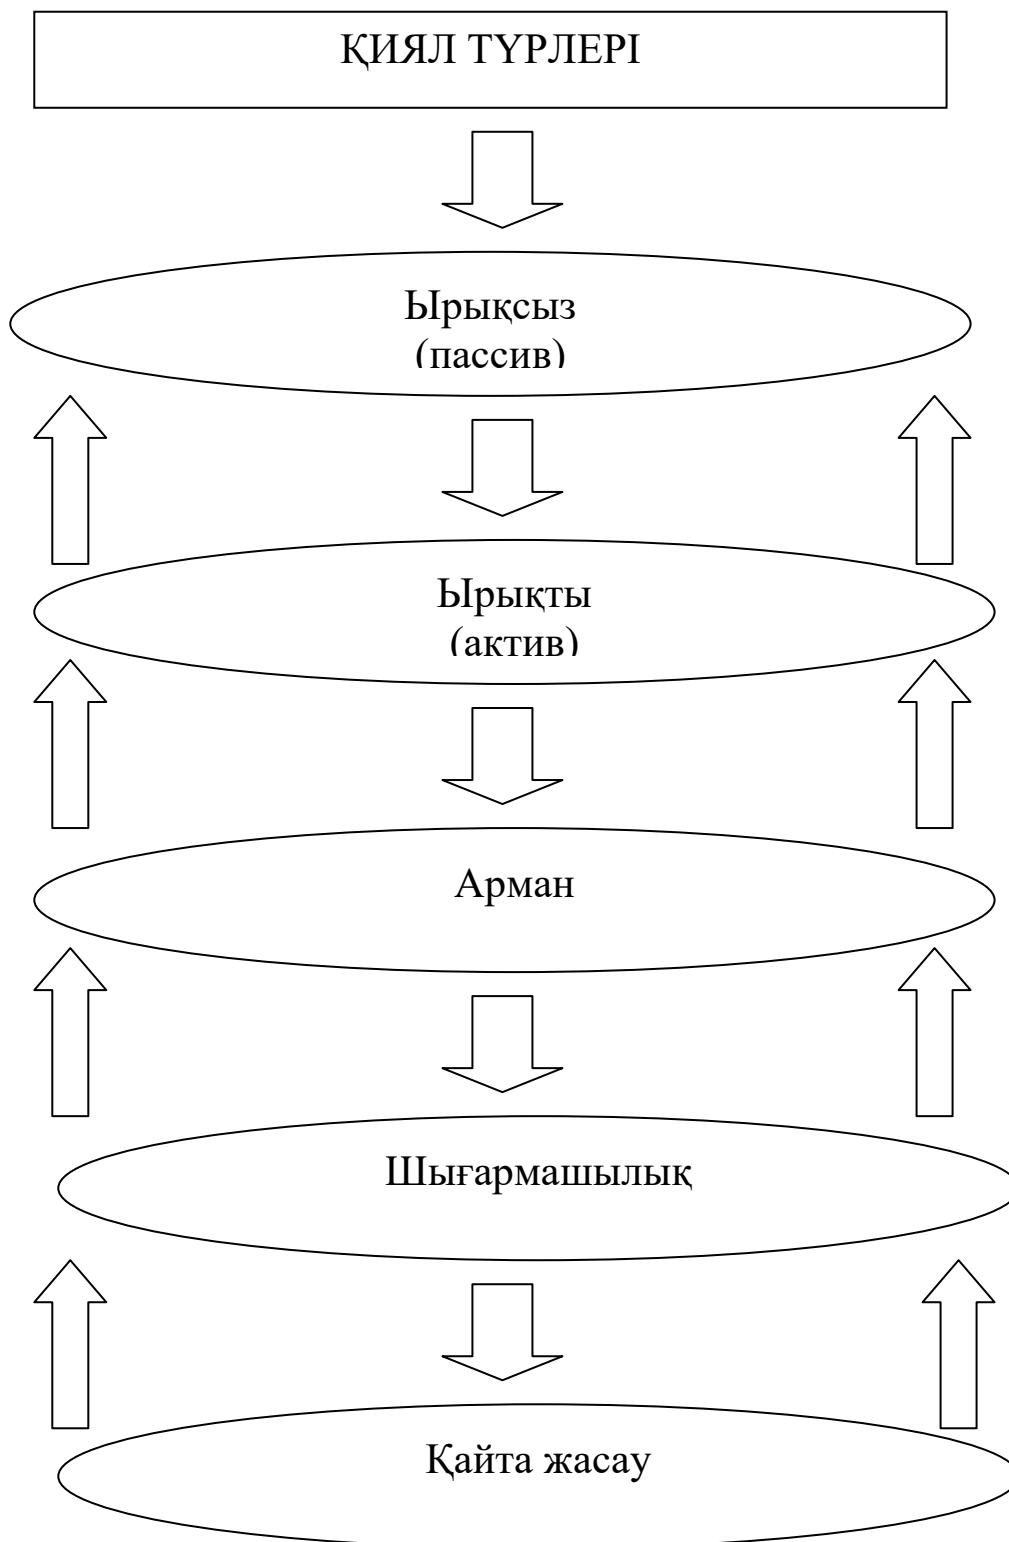 ҚИЯЛ ТҮРЛЕРІ
Ырықсыз
(пассив)
Ырықты
(актив)
Арман
Шығармашылық
Қайта жасау